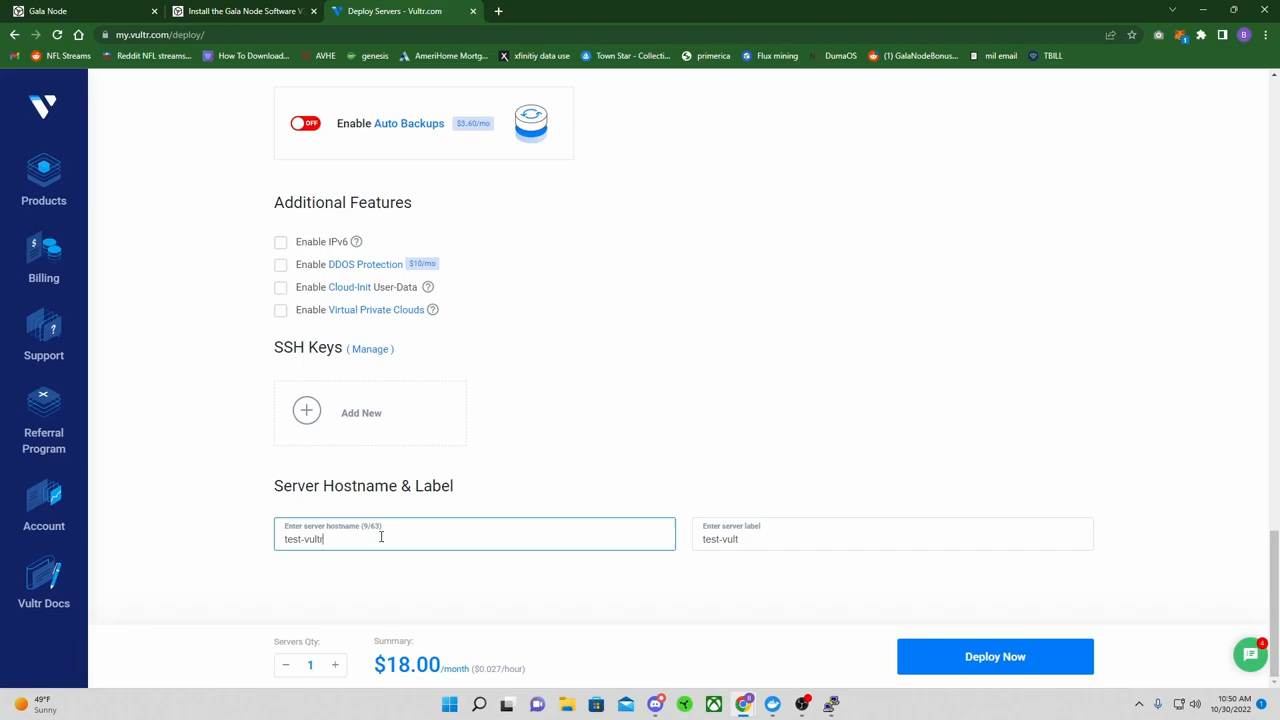 Gala Node
Install the Gala Node Software V
Deploy Servers - Vultr.com
my.vultr.com/deploy/
NFL Streams
Reddit NFL streams...
How To Downloading...
AVHE
genesis
AmeriHome Mortg...
xfinity data use
Town Star - Collecti...
primerica
Flux mining
DumaOS
(1) GalaNodeBonus...
mil email
TBILL
Products
Billing
Support
Referral
Program
Account
Vultr Docs
OFF
Enable Auto Backups $3.60/mo
Additional Features
Enable IPv6 ?
Enable DDOS Protection $10/mo
Enable Cloud-Init User-Data ?
Enable Virtual Private Clouds ?
SSH Keys ( Manage )
Add New
Server Hostname & Label
Enter server hostname (9/63)
test-vultr
Enter server label
test-vult
Servers Qty:
− 1 +
Summary:
$18.00/month ($0.027/hour)
Deploy Now
4
49°F
Sunny
10:50 AM
10/30/2022